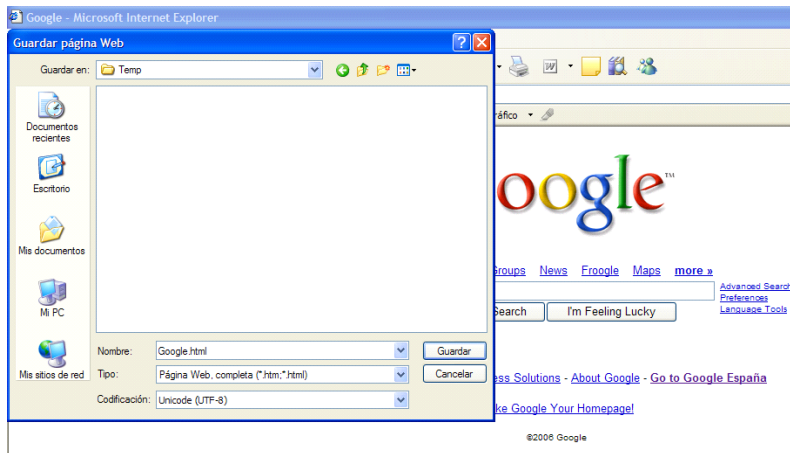 Google - Microsoft Internet Explorer
Guardar página Web
Guardar en: Temp
Documentos
recientes
Escritorio
Mis documentos
Mi PC
Mis sitios de red
Nombre: Google.html
Guardar
Tipo: Página Web, completa (*.htm;*.html)
Cancelar
Codificación: Unicode (UTF-8)
ráfico
oogle™
Groups News Froogle Maps more »
Advanced Search
Preferences
Language Tools
Search I'm Feeling Lucky
ess Solutions - About Google - Go to Google España
ke Google Your Homepage!
©2006 Google